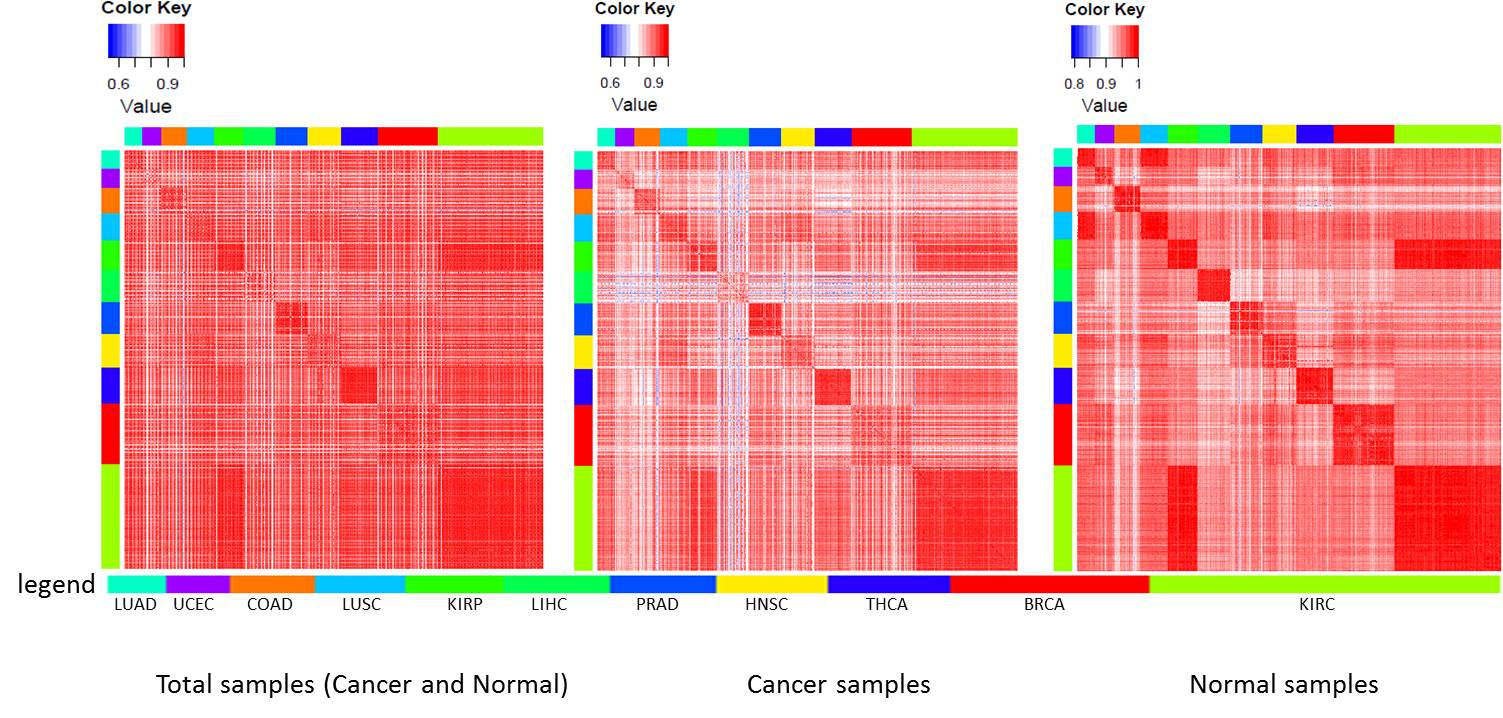 Color Key
0.6 0.9
Value
Color Key
0.6 0.9
Value
Color Key
0.8 0.9 1
Value
legend
LUAD UCEC COAD LUSC KIRP LIHC PRAD HNSC THCA BRCA KIRC
Total samples (Cancer and Normal)
Cancer samples
Normal samples